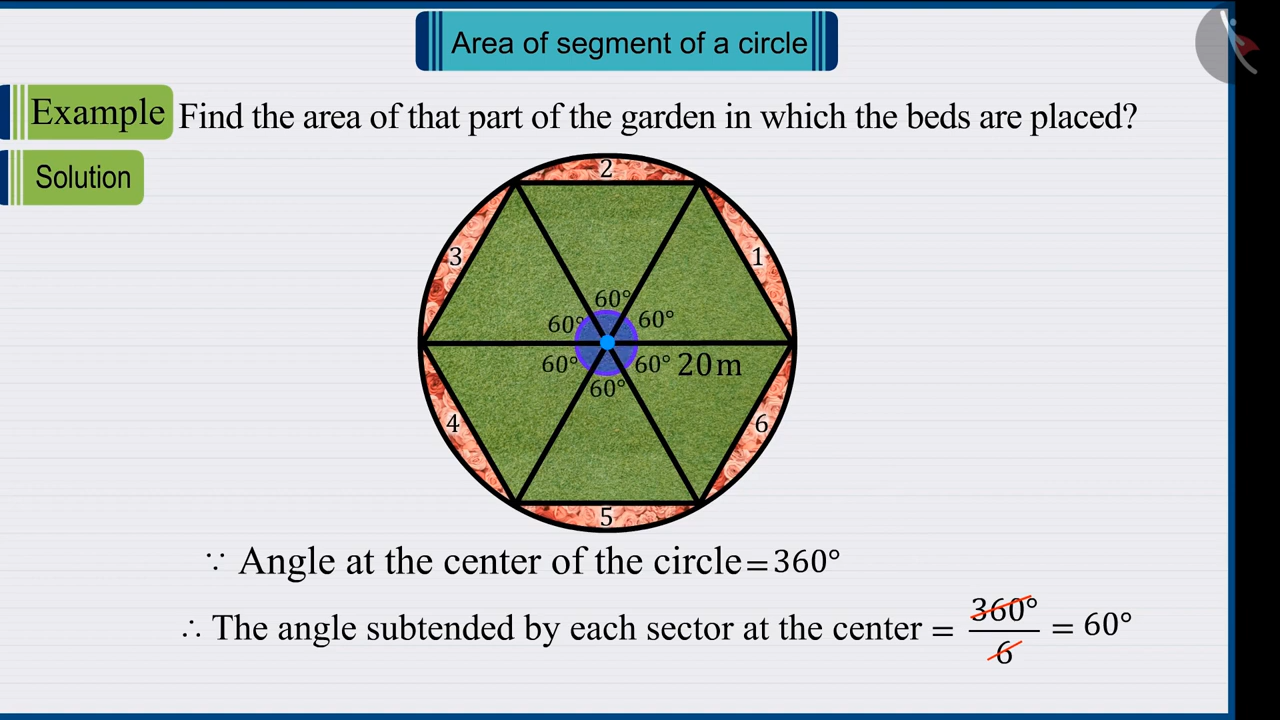 Area of segment of a circle
Example Find the area of that part of the garden in which the beds are placed?
Solution
2
3 1
60°
60° 60°
60° 60° 20 m
60°
4 6
5
∵ Angle at the center of the circle = 360°
∴ The angle subtended by each sector at the center = 360°/6 = 60°